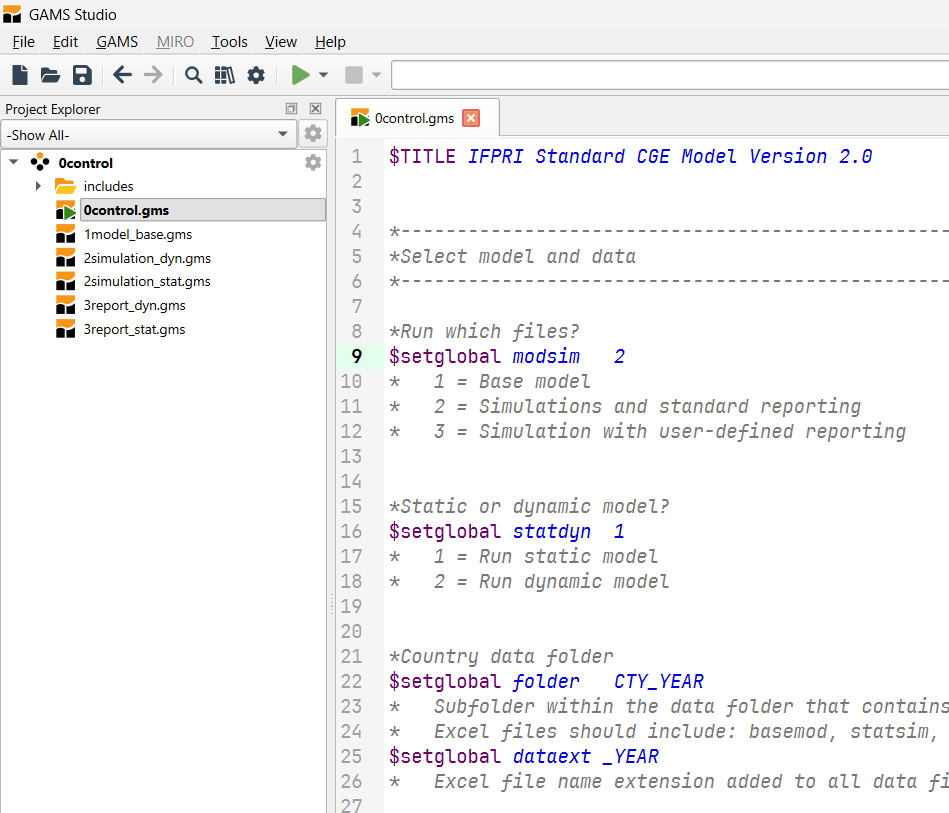 GAMS Studio
File Edit GAMS MIRO Tools View Help
Project Explorer
-Show All-
0control
includes
0control.gms
1model_base.gms
2simulation_dyn.gms
2simulation_stat.gms
3report_dyn.gms
3report_stat.gms
0control.gms
1 $TITLE IFPRI Standard CGE Model Version 2.0
2
3
4 *-------------------------------------------------
5 *Select model and data
6 *-------------------------------------------------
7
8 *Run which files?
9 $setglobal modsim   2
10 *   1 = Base model
11 *   2 = Simulations and standard reporting
12 *   3 = Simulation with user-defined reporting
13
14
15 *Static or dynamic model?
16 $setglobal statdyn  1
17 *   1 = Run static model
18 *   2 = Run dynamic model
19
20
21 *Country data folder
22 $setglobal folder   CTY_YEAR
23 *   Subfolder within the data folder that contains
24 *   Excel files should include: basemod, statsim,
25 $setglobal dataext _YEAR
26 *   Excel file name extension added to all data fi
27